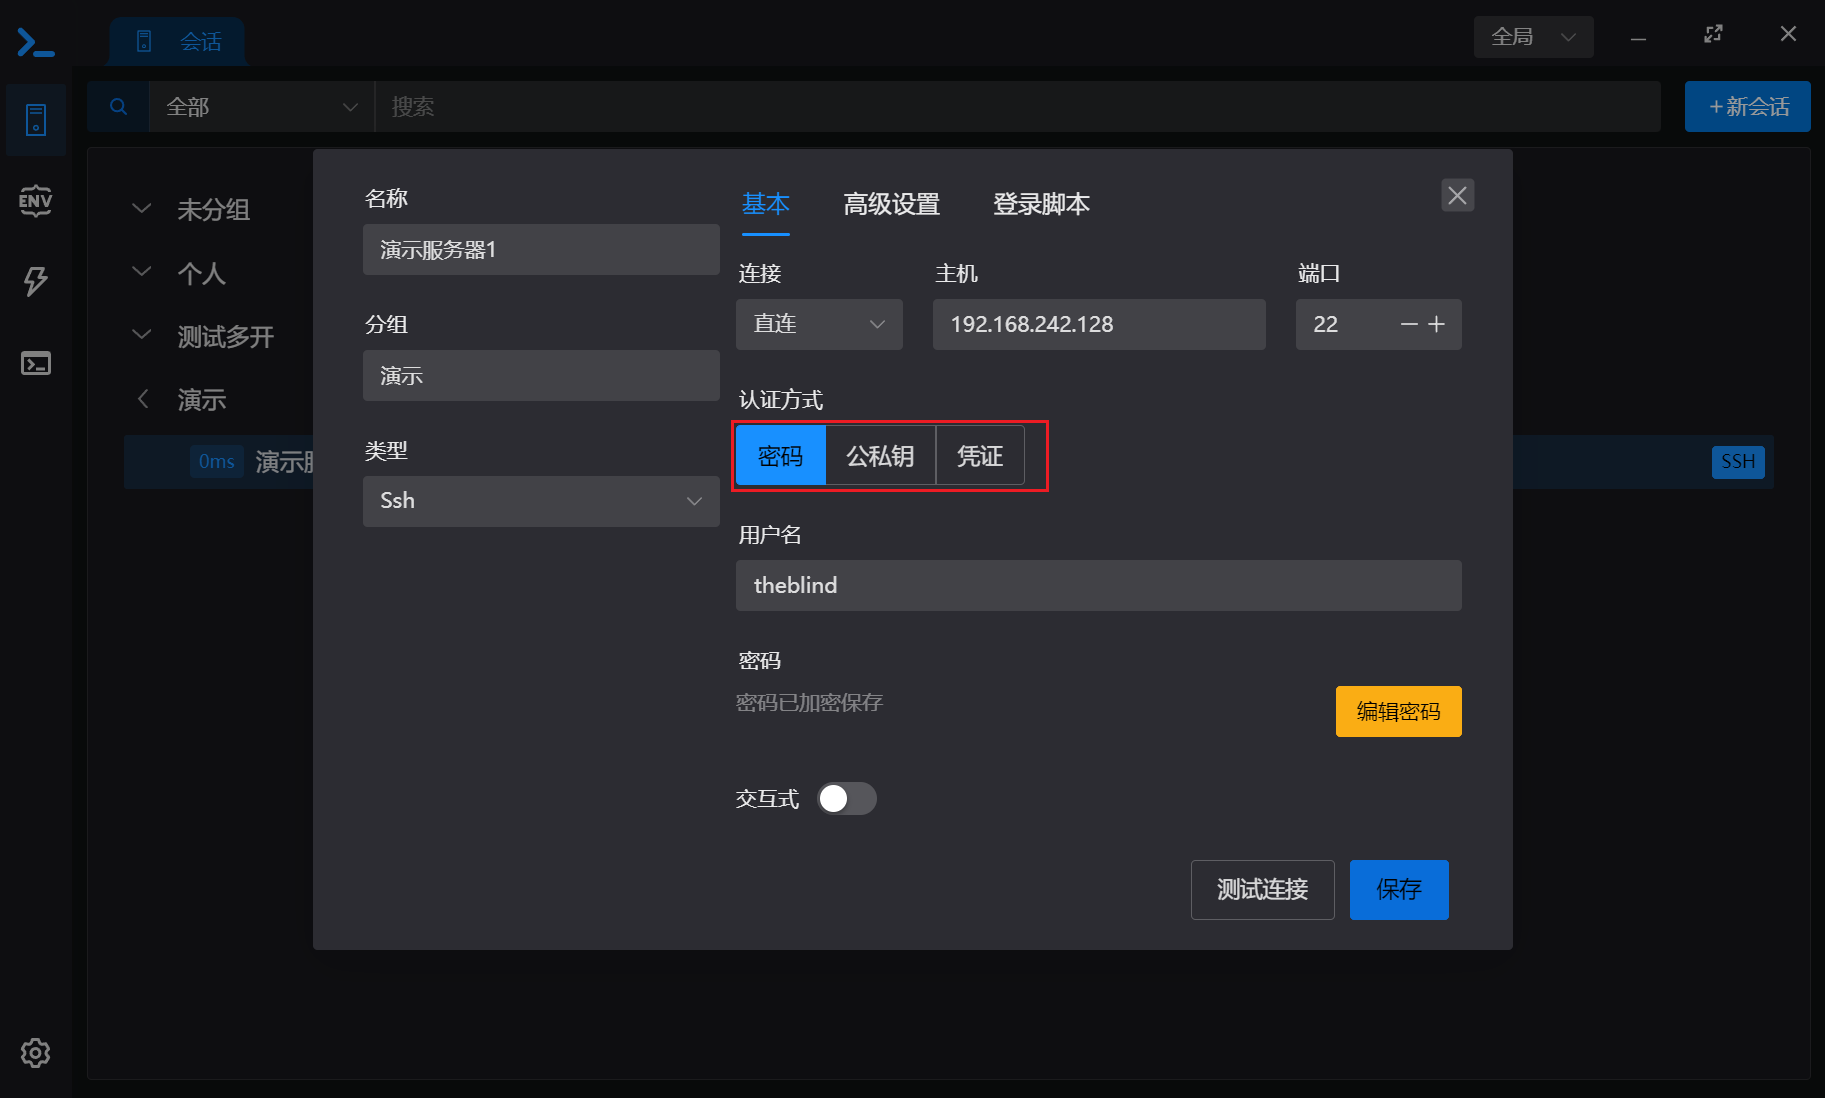 会话
全局
全部
搜索
+新会话
ENV
未分组
个人
测试多开
演示
0ms
演示服
SSH
名称
演示服务器1
分组
演示
类型
Ssh
基本 高级设置 登录脚本
连接 主机 端口
直连 192.168.242.128 22
认证方式
密码 公私钥 凭证
用户名
theblind
密码
密码已加密保存
编辑密码
交互式
测试连接 保存